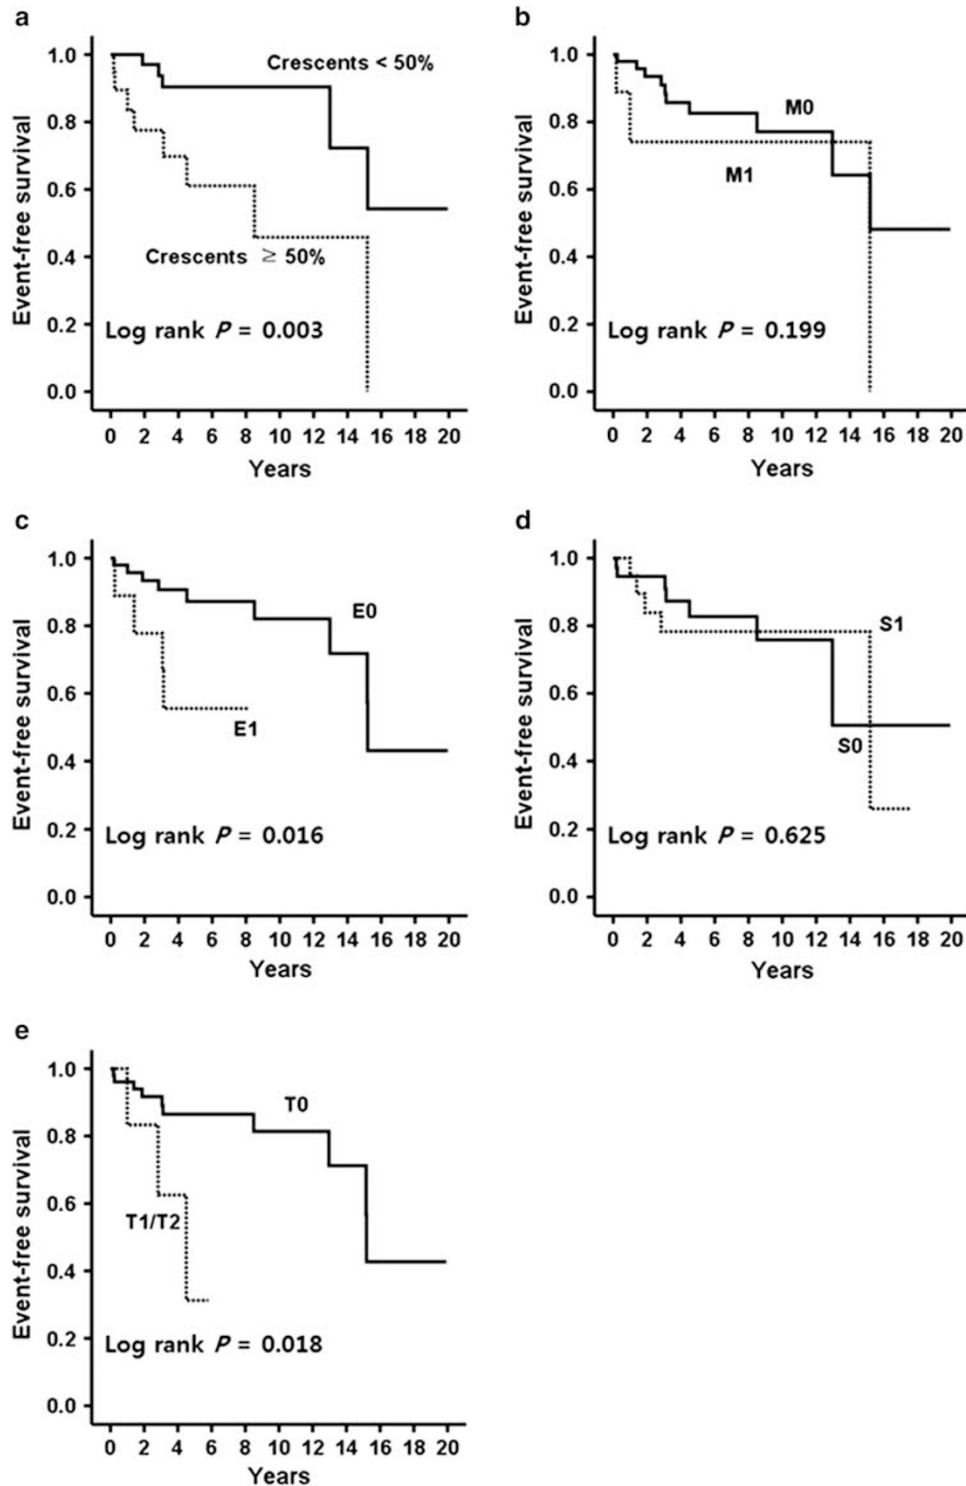 a
Event-free survival
1.0
0.8
0.6
0.4
0.2
0.0
Crescents < 50%
Crescents ≥ 50%
Log rank P = 0.003
0 2 4 6 8 10 12 14 16 18 20
Years
b
Event-free survival
1.0
0.8
0.6
0.4
0.2
0.0
M0
M1
Log rank P = 0.199
0 2 4 6 8 10 12 14 16 18 20
Years
c
Event-free survival
1.0
0.8
0.6
0.4
0.2
0.0
E0
E1
Log rank P = 0.016
0 2 4 6 8 10 12 14 16 18 20
Years
d
Event-free survival
1.0
0.8
0.6
0.4
0.2
0.0
S1
S0
Log rank P = 0.625
0 2 4 6 8 10 12 14 16 18 20
Years
e
Event-free survival
1.0
0.8
0.6
0.4
0.2
0.0
T0
T1/T2
Log rank P = 0.018
0 2 4 6 8 10 12 14 16 18 20
Years